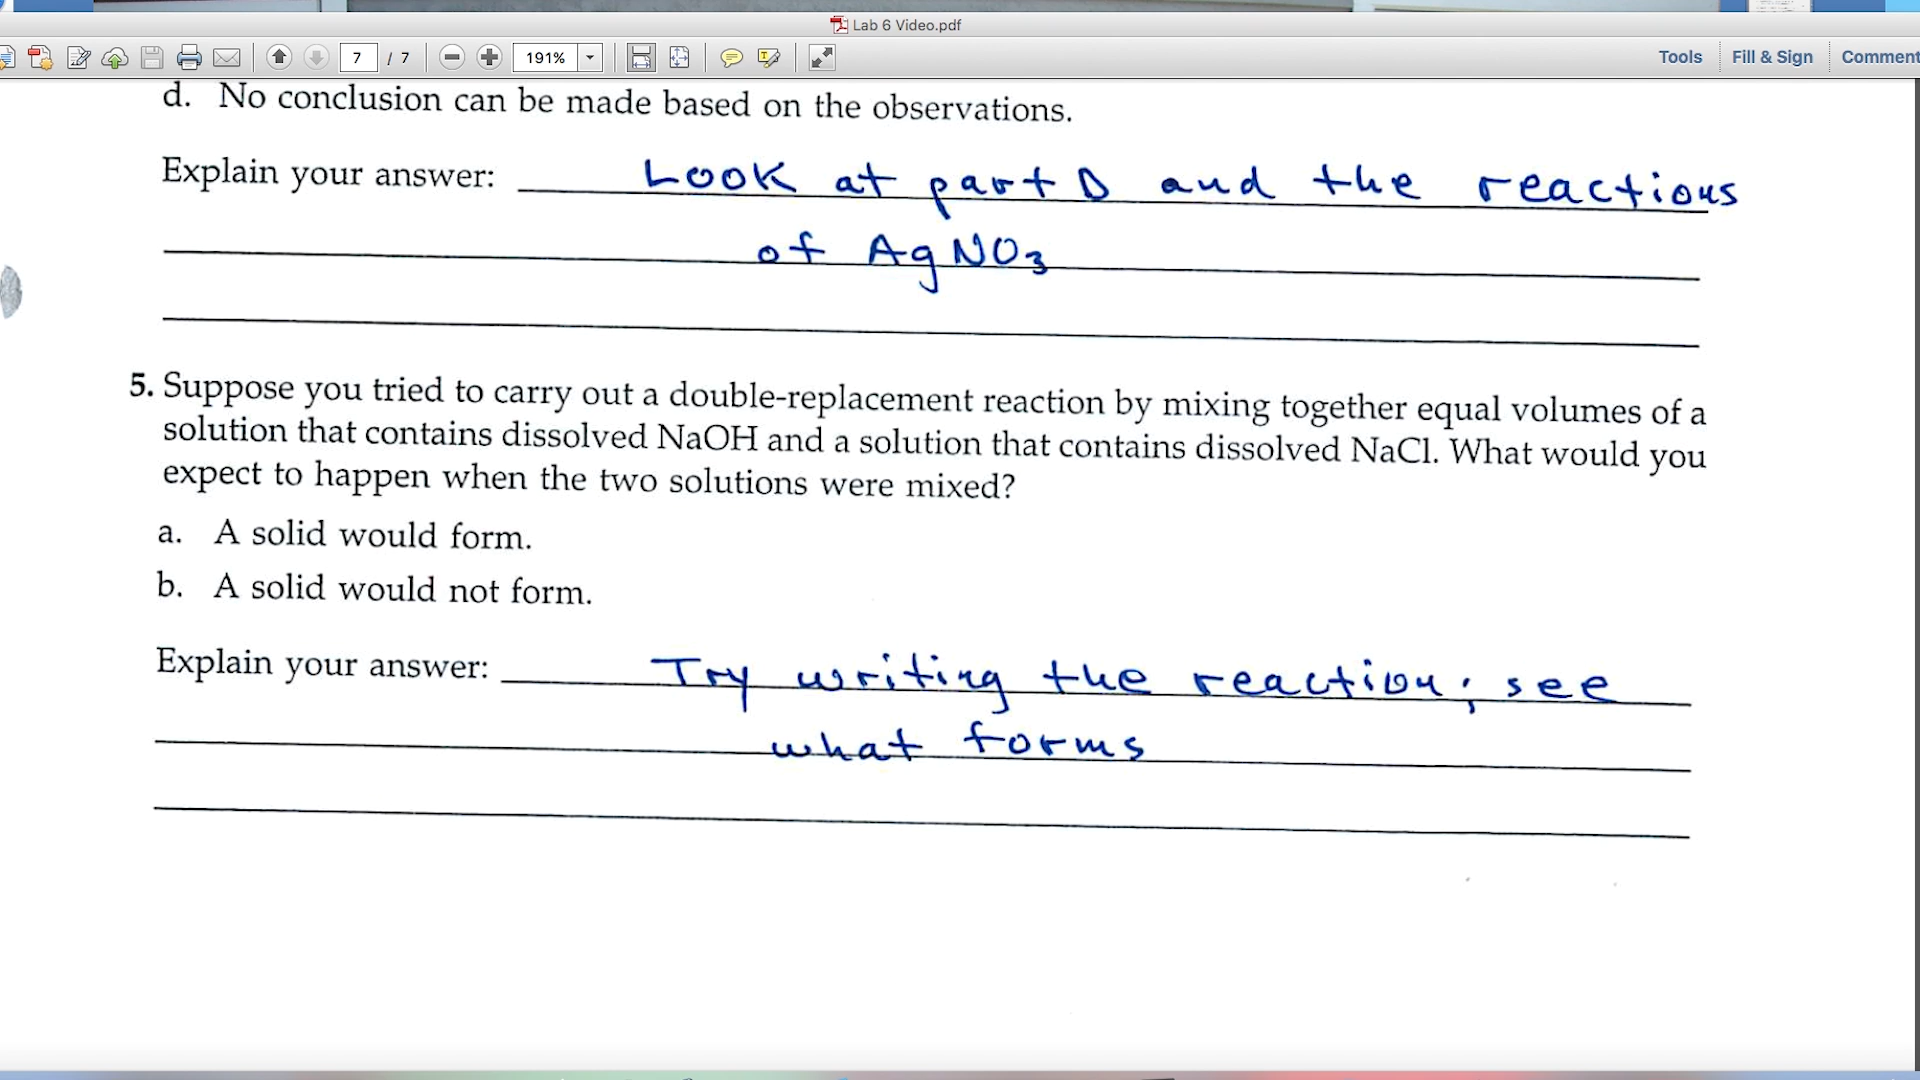 Lab 6 Video.pdf
7 / 7 191% Tools Fill & Sign Comment
d. No conclusion can be made based on the observations.
Explain your answer: Look at part D and the reactions
of AgNO3
5. Suppose you tried to carry out a double-replacement reaction by mixing together equal volumes of a
solution that contains dissolved NaOH and a solution that contains dissolved NaCl. What would you
expect to happen when the two solutions were mixed?
a. A solid would form.
b. A solid would not form.
Explain your answer: Try writing the reaction; see
what forms